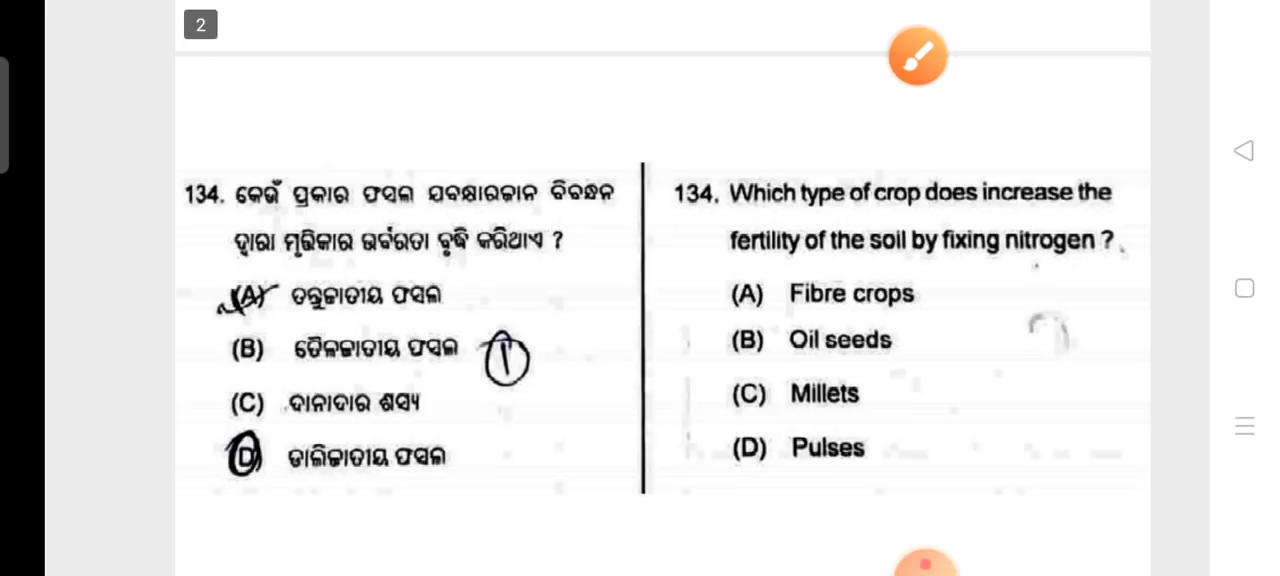 2
134. କେଉଁ ପ୍ରକାର ଫସଲ ଯବକ୍ଷାରଜାନ ବିବନ୍ଧନ
ଦ୍ୱାରା ମୃତ୍ତିକାର ଉର୍ବରତା ବୃଦ୍ଧି କରିଥାଏ ?
(A) ତନ୍ତୁଜାତୀୟ ଫସଲ
(B) ତୈଳଜାତୀୟ ଫସଲ
(C) ଦାନାଦାର ଶସ୍ୟ
(D) ଡାଲିଜାତୀୟ ଫସଲ
134. Which type of crop does increase the
fertility of the soil by fixing nitrogen ?
(A) Fibre crops
(B) Oil seeds
(C) Millets
(D) Pulses